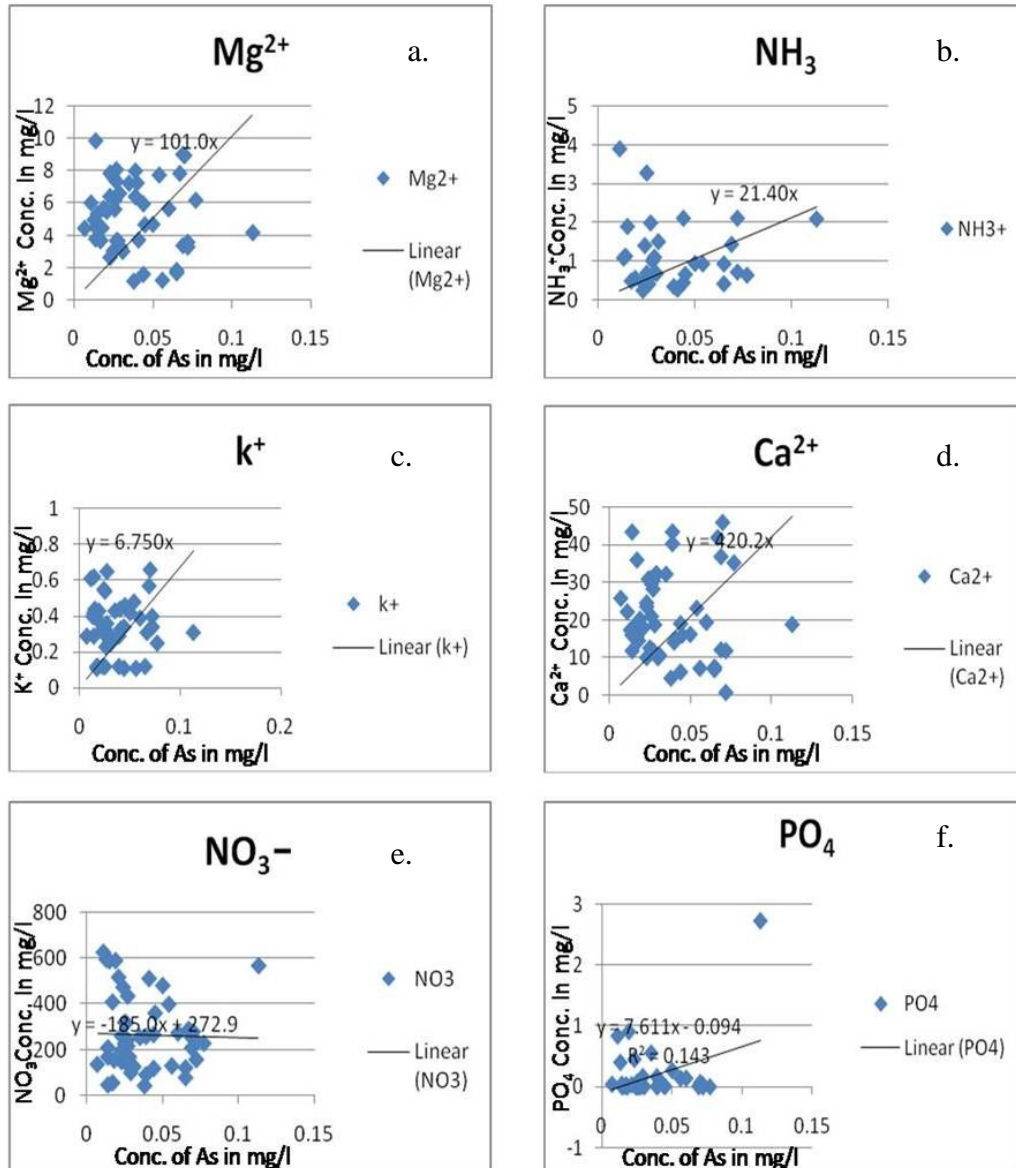 Mg²⁺ a.
Mg²⁺ Conc. In mg/l
12
10
8
6
4
2
0
y = 101.0x
0 0.05 0.1 0.15
Conc. of As in mg/l
Mg2+
Linear
(Mg2+)
NH₃ b.
NH₃⁺Conc. In mg/l
5
4
3
2
1
0
y = 21.40x
0 0.05 0.1 0.15
Conc. of As in mg/l
NH3+
k⁺ c.
K⁺ Conc. In mg/l
1
0.8
0.6
0.4
0.2
0
y = 6.750x
0 0.1 0.2
Conc. of As in mg/l
k+
Linear (k+)
Ca²⁺ d.
Ca²⁺ Conc. In mg/l
50
40
30
20
10
0
y = 420.2x
0 0.05 0.1 0.15
Conc. of As in mg/l
Ca2+
Linear
(Ca2+)
NO₃− e.
NO₃Conc. In mg/l
800
600
400
200
0
y = -185.0x + 272.9
0 0.05 0.1 0.15
Conc. of As in mg/l
NO3
Linear
(NO3)
PO₄ f.
PO₄ Conc. In mg/l
3
2
1
0
-1
y = 7.611x - 0.094
R² = 0.143
0 0.05 0.1 0.15
Conc. of As in mg/l
PO4
Linear (PO4)